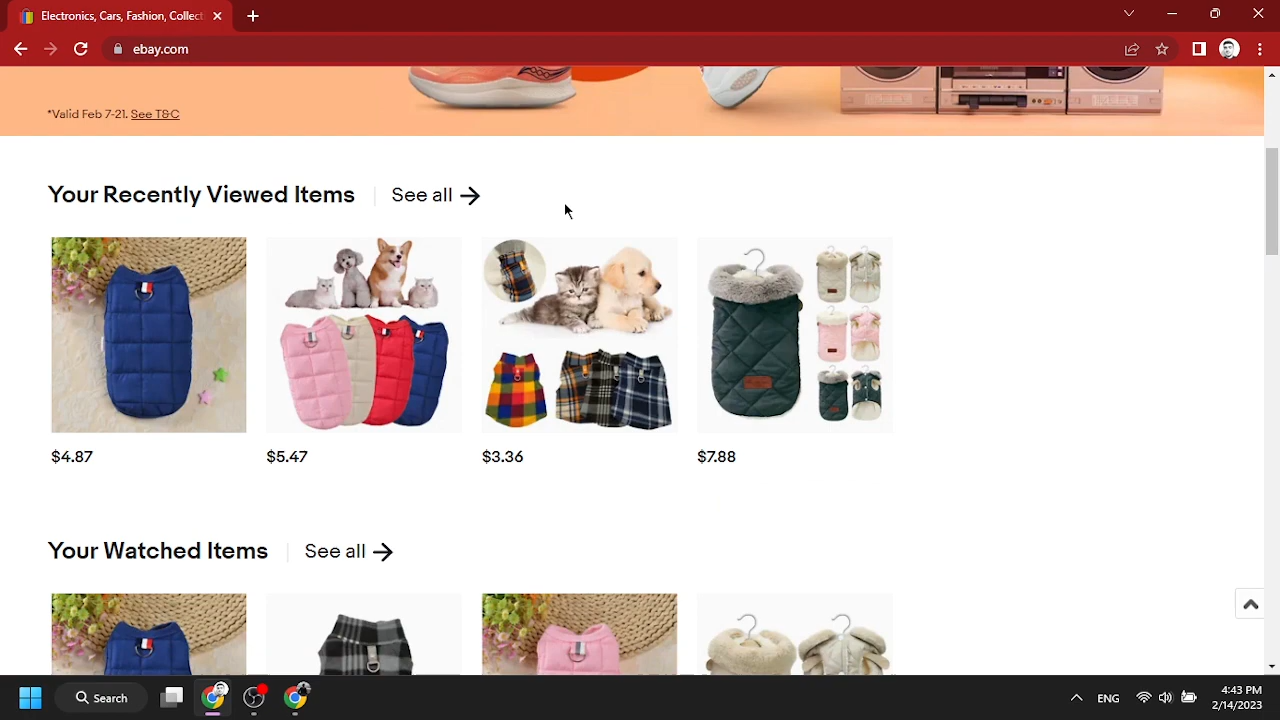 Electronics, Cars, Fashion, Collect
ebay.com
*Valid Feb 7-21. See T&C
Your Recently Viewed Items
See all
$4.87
$5.47
$3.36
$7.88
Your Watched Items
See all
Search
ENG
4:43 PM
2/14/2023